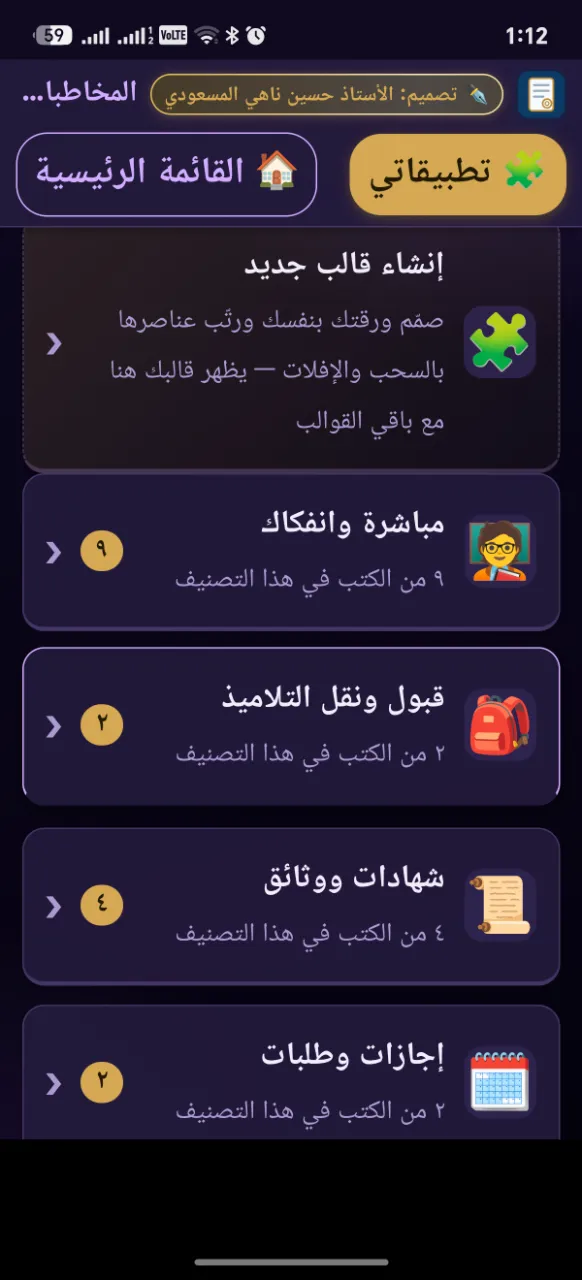 59
VoLTE
1:12
تصميم: الأستاذ حسين ناهي المسعودي
المخاطبا...
تطبيقاتي
القائمة الرئيسية
إنشاء قالب جديد
صمّم ورقتك بنفسك ورتّب عناصرها
بالسحب والإفلات — يظهر قالبك هنا
مع باقي القوالب
مباشرة وانفكاك
٩ من الكتب في هذا التصنيف
٩
قبول ونقل التلاميذ
٢ من الكتب في هذا التصنيف
٢
شهادات ووثائق
٤ من الكتب في هذا التصنيف
٤
إجازات وطلبات
٢ من الكتب في هذا التصنيف
٢